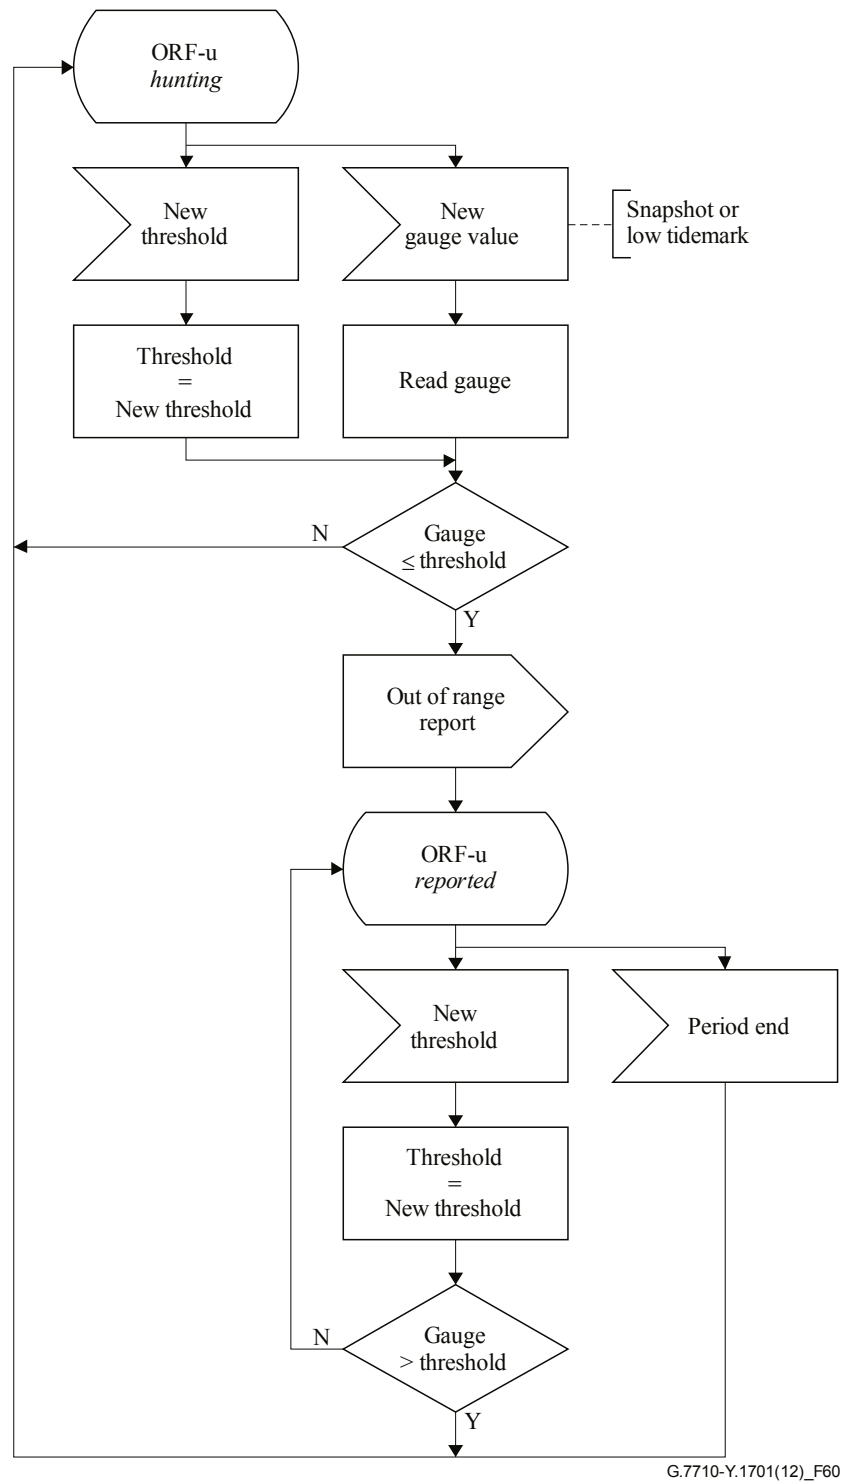 ORF-u
hunting
New
threshold
New
gauge value
Snapshot or
low tidemark
Threshold
=
New threshold
Read gauge
N
Gauge
≤ threshold
Y
Out of range
report
ORF-u
reported
New
threshold
Period end
Threshold
=
New threshold
N
Gauge
> threshold
Y
G.7710-Y.1701(12)_F60